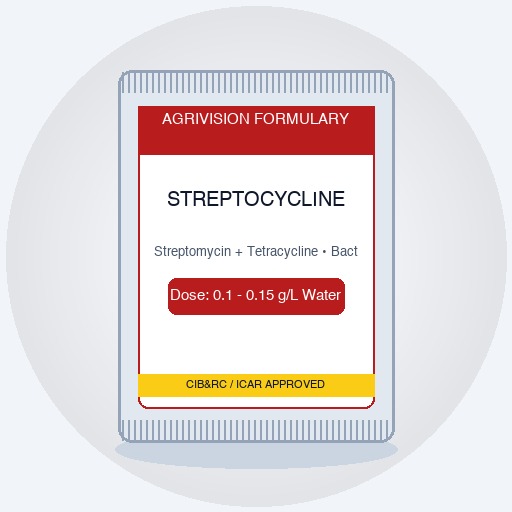 AGRIVISION FORMULARY
STREPTOCYCLINE
Streptomycin + Tetracycline • Bact
Dose: 0.1 - 0.15 g/L Water
CIB&RC / ICAR APPROVED